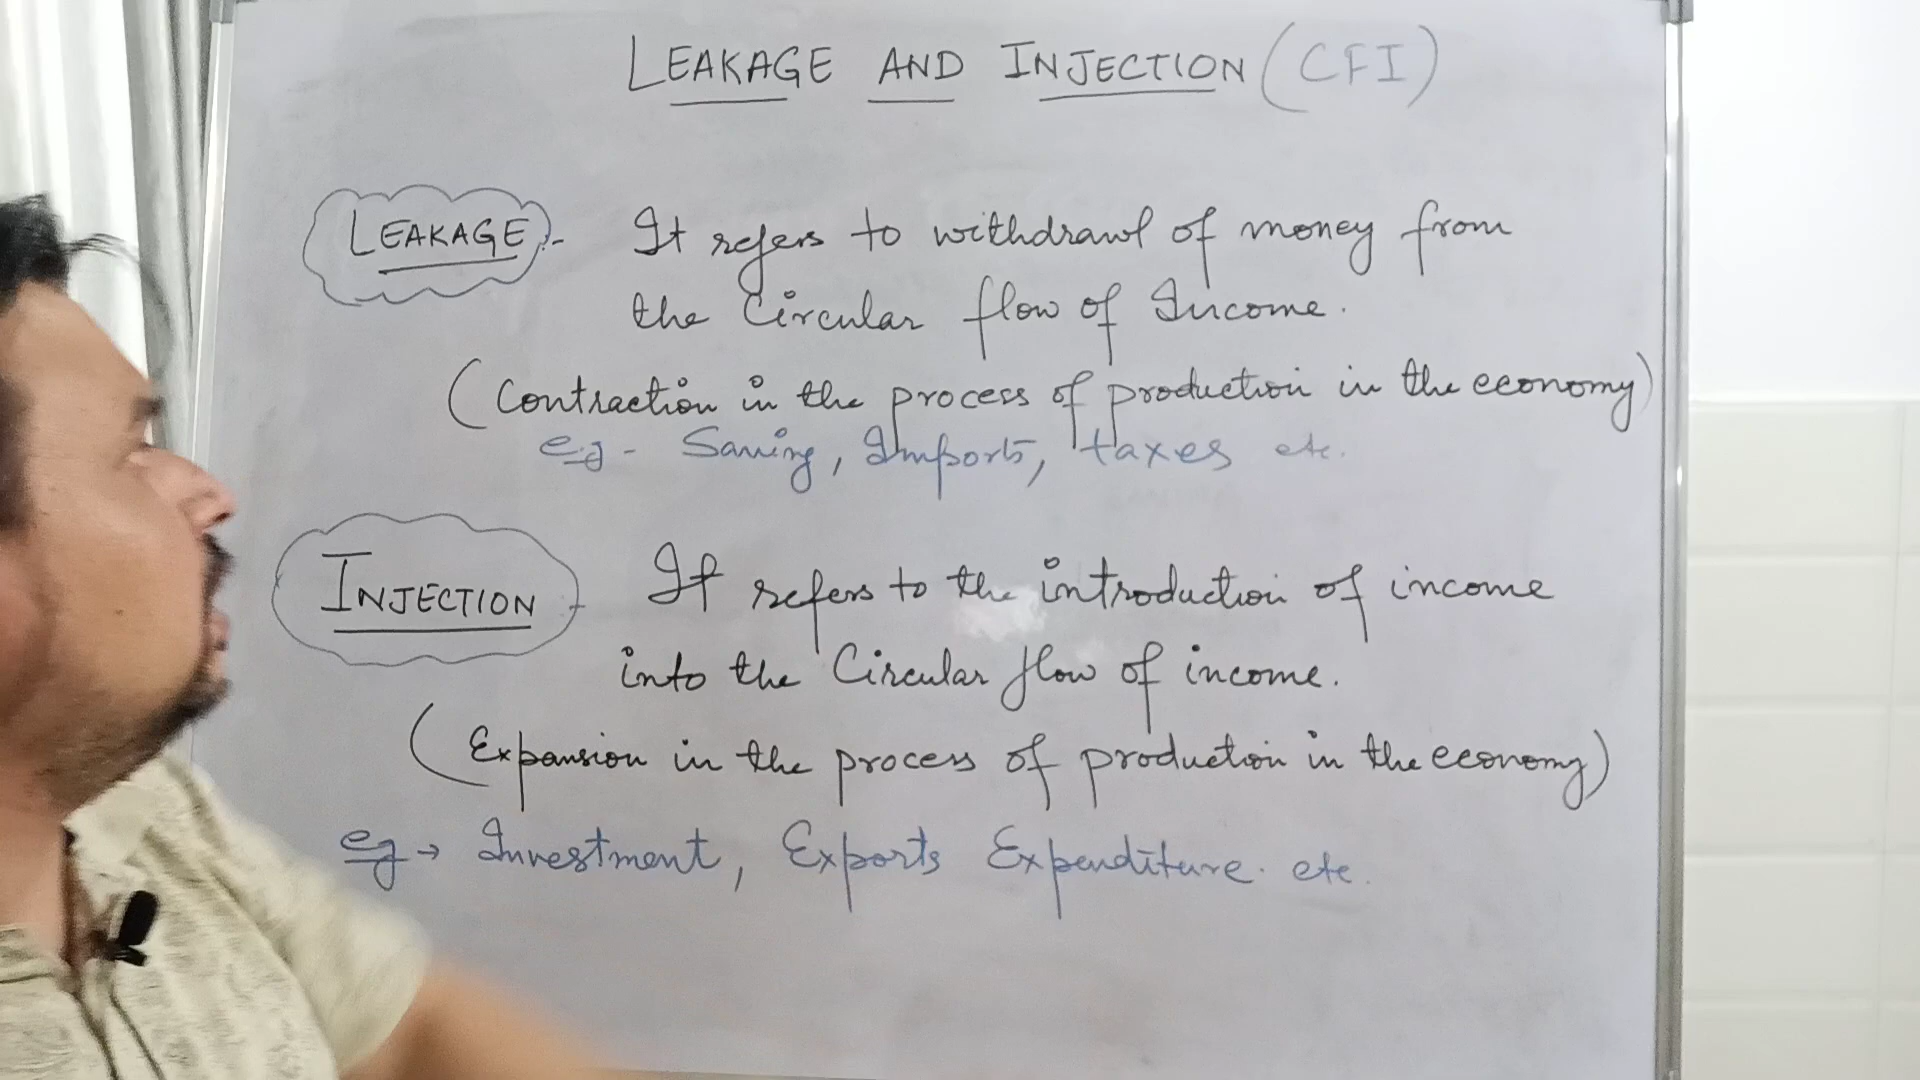 LEAKAGE AND INJECTION (CFI)
LEAKAGE :- It refers to withdrawl of money from
the Circular flow of Income.
(Contraction in the process of production in the economy)
e.g - Saving, Imports, taxes etc.
INJECTION - It refers to the introduction of income
into the Circular flow of income.
(Expansion in the process of production in the economy)
eg → Investment, Exports Expenditure. etc.